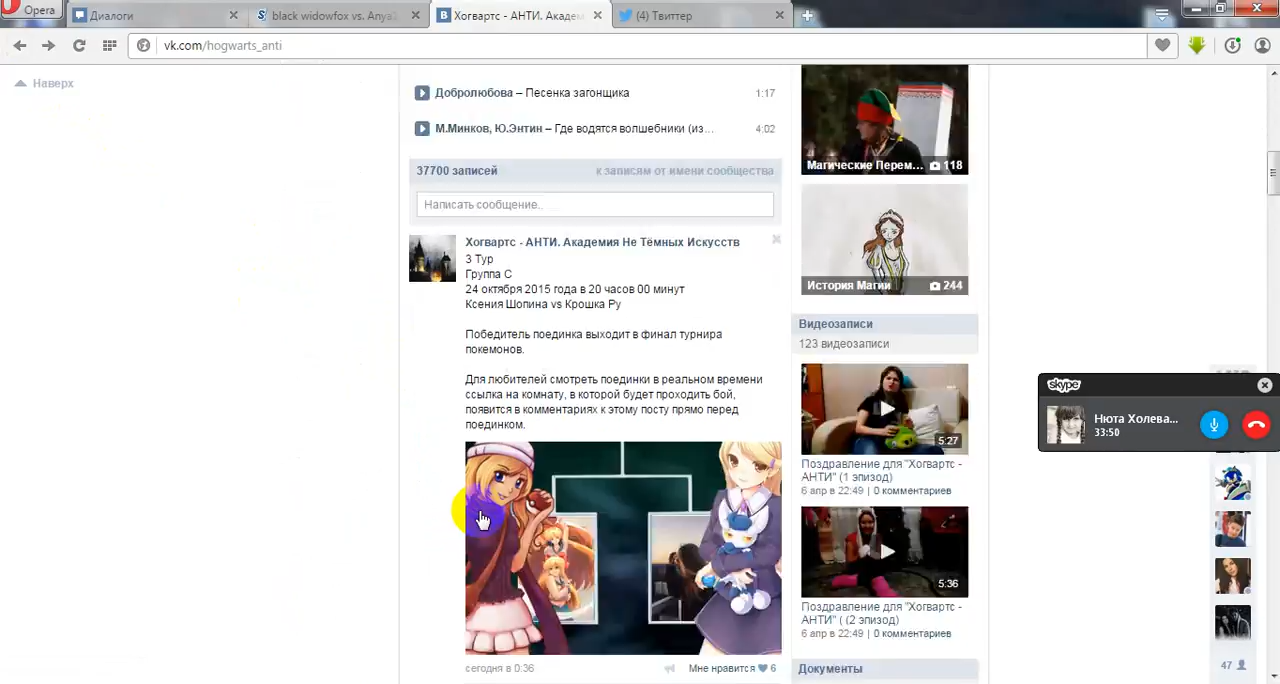 Opera
Диалоги
black widowfox vs. Anya2
Хогвартс - АНТИ. Академ
(4) Твиттер
vk.com/hogwarts_anti
Наверх
Добролюбова – Песенка загонщика 1:17
М.Минков, Ю.Энтин – Где водятся волшебники (из... 4:02
37700 записей к записям от имени сообщества
Написать сообщение..
Хогвартс - АНТИ. Академия Не Тёмных Искусств
3 Тур
Группа С
24 октября 2015 года в 20 часов 00 минут
Ксения Шопина vs Крошка Ру
Победитель поединка выходит в финал турнира
покемонов.
Для любителей смотреть поединки в реальном времени
ссылка на комнату, в которой будет проходить бой,
появится в комментариях к этому посту прямо перед
поединком.
сегодня в 0:36 Мне нравится 6
Магические Перем... 118
История Магии 244
Видеозаписи
123 видеозаписи
5:27
Поздравление для "Хогвартс -
АНТИ" (1 эпизод)
6 апр в 22:49 | 0 комментариев
5:36
Поздравление для "Хогвартс -
АНТИ" ( (2 эпизод)
6 апр в 22:49 | 0 комментариев
Документы
skype
Нюта Холева...
33:50
47